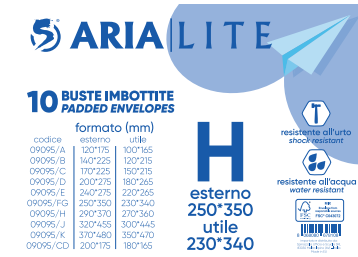 ARIA LITE
10 BUSTE IMBOTTITE
PADDED ENVELOPES
formato (mm)
codice esterno utile
09095/A 120*175 100*165
09095/B 140*225 120*215
09095/C 170*225 150*215
09095/D 200*275 180*265
09095/E 240*275 220*265
09095/FG 250*350 230*340
09095/H 290*370 270*360
09095/J 320*455 300*445
09095/K 370*480 350*470
09095/CD 200*175 180*165
H
esterno
250*350
utile
230*340
resistente all'urto
shock resistant
resistente all'acqua
water resistant
FSC
MIX